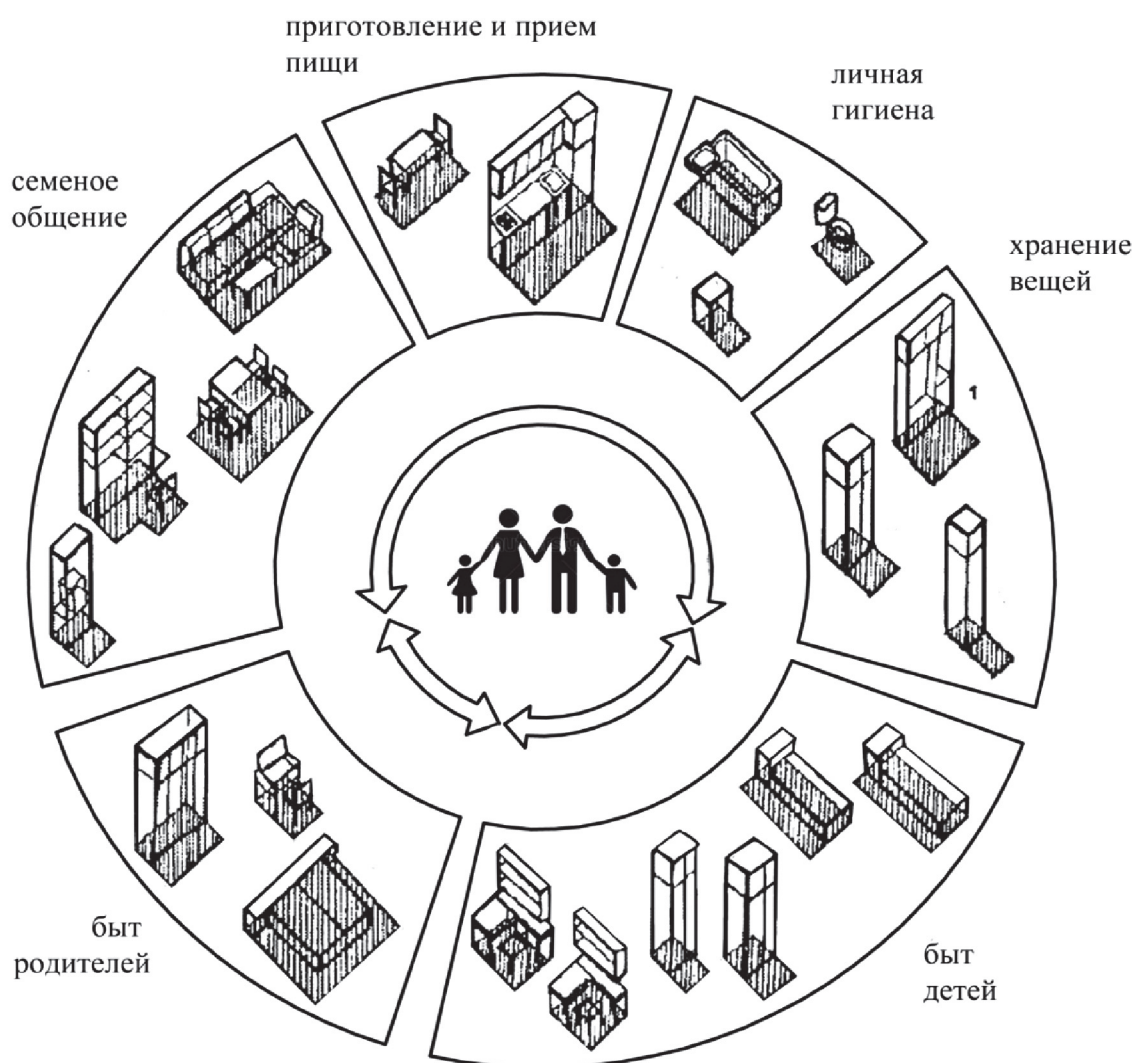 приготовление и прием
пищи
личная
гигиена
семеное
общение
хранение
вещей
1
быт
родителей
быт
детей